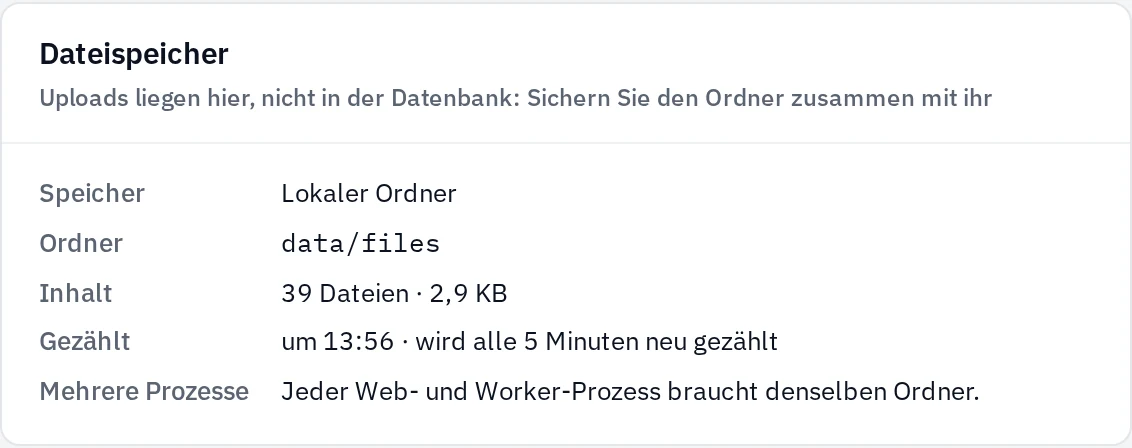 Dateispeicher
Uploads liegen hier, nicht in der Datenbank: Sichern Sie den Ordner zusammen mit ihr
Speicher Lokaler Ordner
Ordner data/files
Inhalt 39 Dateien · 2,9 KB
Gezählt um 13:56 · wird alle 5 Minuten neu gezählt
Mehrere Prozesse Jeder Web- und Worker-Prozess braucht denselben Ordner.